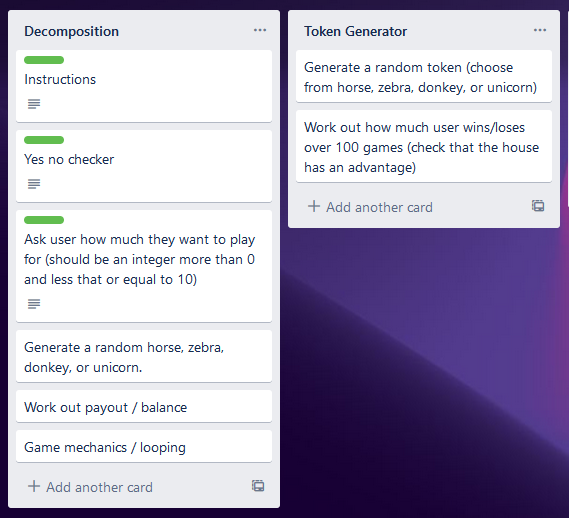 Decomposition
Instructions
Yes no checker
Ask user how much they want to play
for (should be an integer more than 0
and less that or equal to 10)
Generate a random horse, zebra,
donkey, or unicorn.
Work out payout / balance
Game mechanics / looping
Add another card
Token Generator
Generate a random token (choose
from horse, zebra, donkey, or unicorn)
Work out how much user wins/loses
over 100 games (check that the house
has an advantage)
Add another card